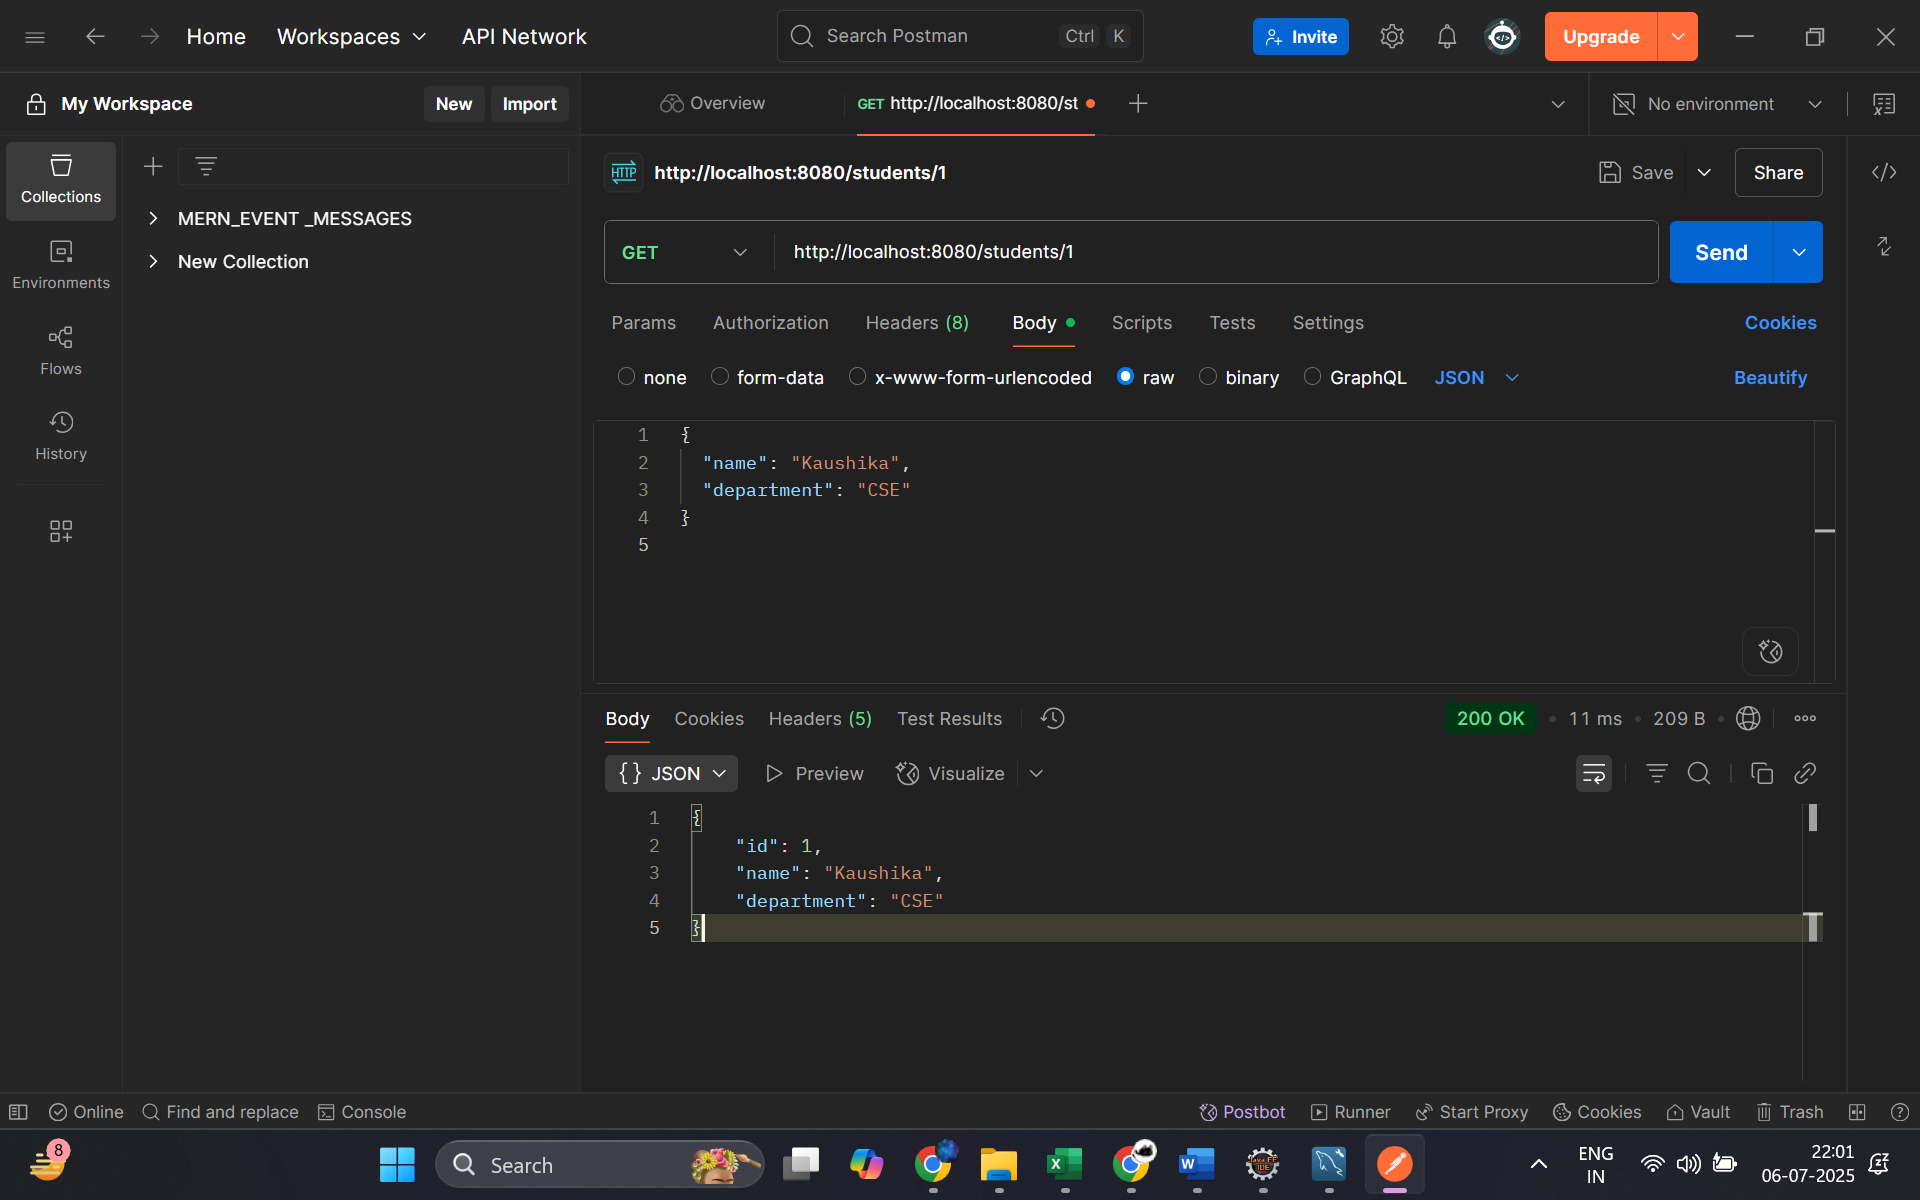 Home
Workspaces
API Network
Search Postman
Ctrl
K
Invite
Upgrade
My Workspace
New
Import
Overview
GET http://localhost:8080/st
No environment
Collections
Environments
Flows
History
MERN_EVENT _MESSAGES
New Collection
HTTP
http://localhost:8080/students/1
Save
Share
GET
http://localhost:8080/students/1
Send
Params
Authorization
Headers (8)
Body
Scripts
Tests
Settings
Cookies
none
form-data
x-www-form-urlencoded
raw
binary
GraphQL
JSON
Beautify
1 {
2 "name": "Kaushika",
3 "department": "CSE"
4 }
5
Body
Cookies
Headers (5)
Test Results
200 OK
11 ms
209 B
{} JSON
Preview
Visualize
1 {
2 "id": 1,
3 "name": "Kaushika",
4 "department": "CSE"
5 }
Online
Find and replace
Console
Postbot
Runner
Start Proxy
Cookies
Vault
Trash
8
Search
Java EE
IDE
ENG
IN
22:01
06-07-2025